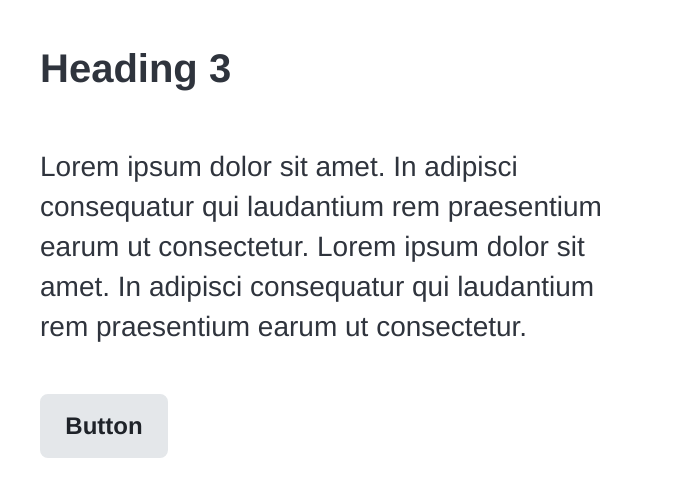 Heading 3
Lorem ipsum dolor sit amet. In adipisci
consequatur qui laudantium rem praesentium
earum ut consectetur. Lorem ipsum dolor sit
amet. In adipisci consequatur qui laudantium
rem praesentium earum ut consectetur.
Button